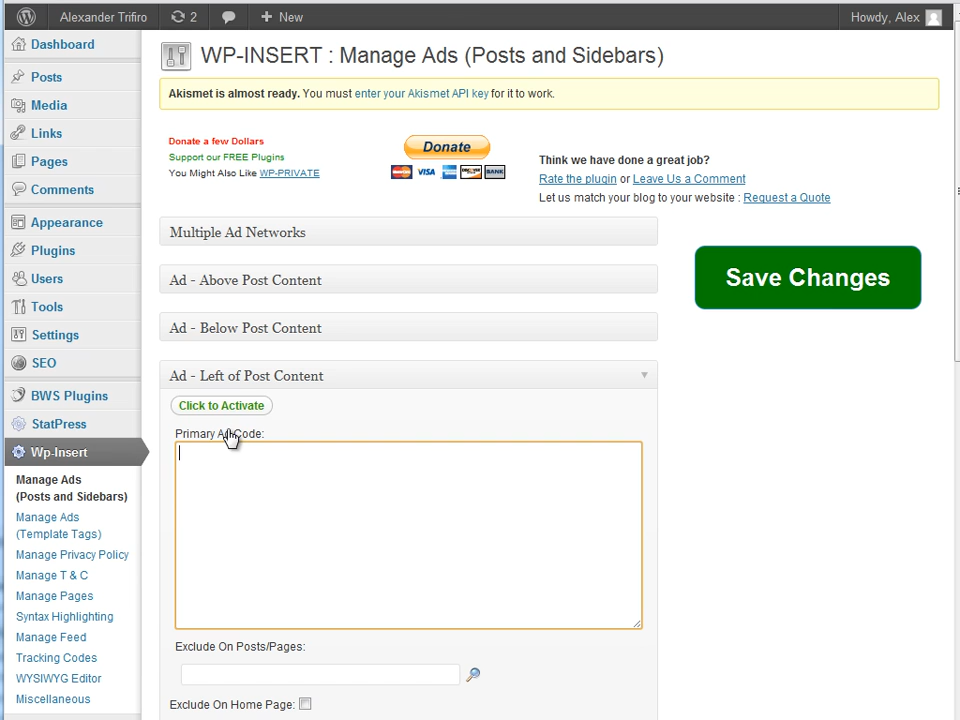 Alexander Trifiro 2 New Howdy, Alex
Dashboard
Posts
Media
Links
Pages
Comments
Appearance
Plugins
Users
Tools
Settings
SEO
BWS Plugins
StatPress
Wp-Insert
Manage Ads
(Posts and Sidebars)
Manage Ads
(Template Tags)
Manage Privacy Policy
Manage T & C
Manage Pages
Syntax Highlighting
Manage Feed
Tracking Codes
WYSIWYG Editor
Miscellaneous
WP-INSERT : Manage Ads (Posts and Sidebars)
Akismet is almost ready. You must enter your Akismet API key for it to work.
Donate a few Dollars
Support our FREE Plugins
You Might Also Like WP-PRIVATE
Donate
VISA BANK
Think we have done a great job?
Rate the plugin or Leave Us a Comment
Let us match your blog to your website : Request a Quote
Multiple Ad Networks
Ad - Above Post Content
Ad - Below Post Content
Ad - Left of Post Content
Click to Activate
Primary Ad Code:
Exclude On Posts/Pages:
Exclude On Home Page:
Save Changes